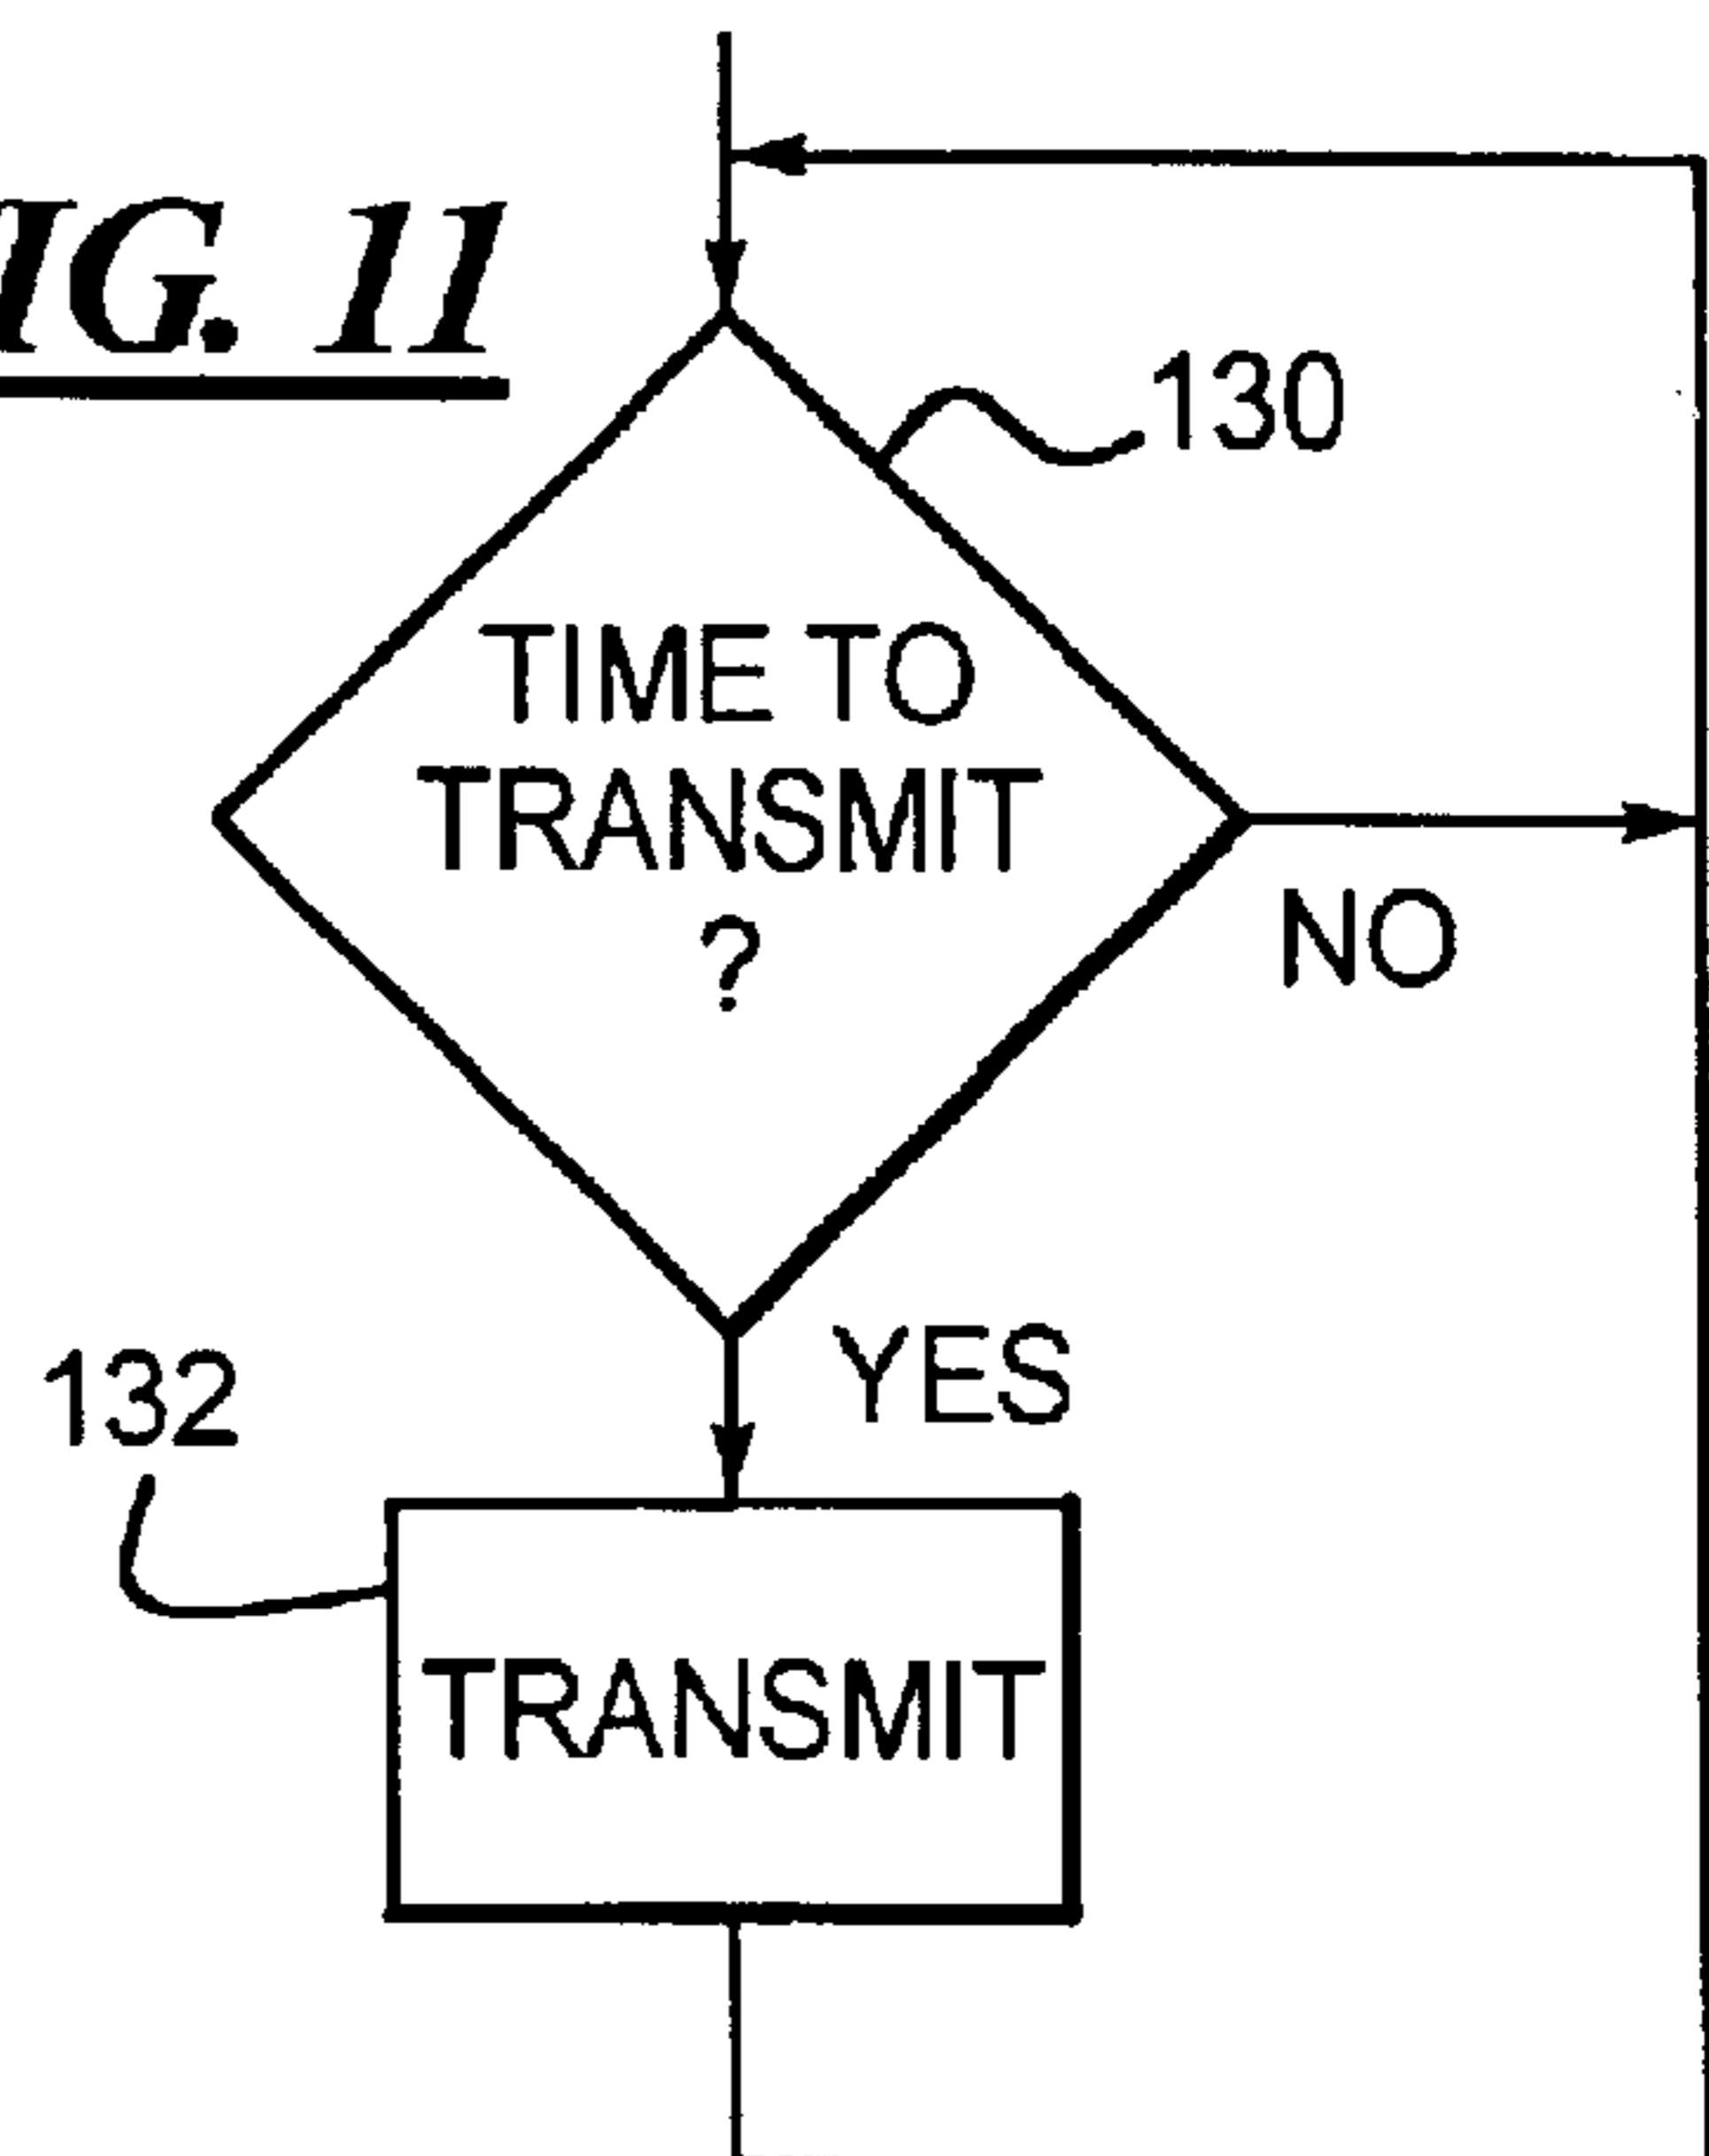 IG. 11
130
TIME TO
TRANSMIT
?
NO
YES
132
TRANSMIT